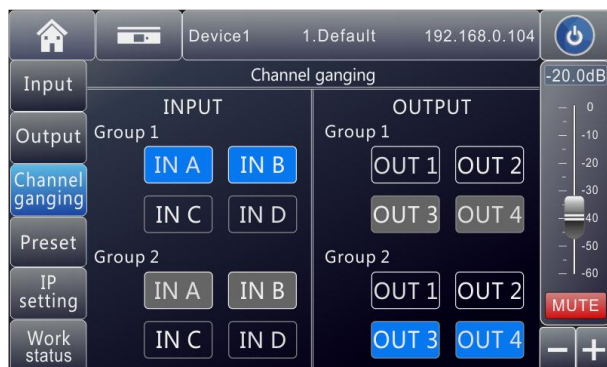 Device1 1.Default 192.168.0.104
Input
Output
Channel
ganging
Preset
IP
setting
Work
status
Channel ganging
INPUT
Group 1
IN A IN B
IN C IN D
Group 2
IN A IN B
IN C IN D
OUTPUT
Group 1
OUT 1 OUT 2
OUT 3 OUT 4
Group 2
OUT 1 OUT 2
OUT 3 OUT 4
-20.0dB
0
-10
-20
-30
-40
-50
-60
MUTE
- +